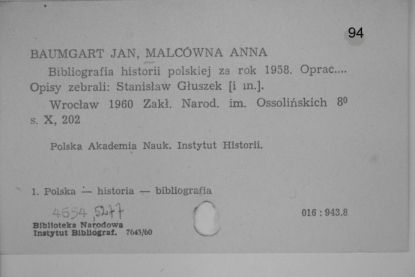 94
BAUMGART JAN, MALCÓWNA ANNA
Bibliografia historii polskiej za rok 1958. Oprac....
Opisy zebrali: Stanisław Głuszek [i in.].
Wrocław 1960 Zakł. Narod. im. Ossolińskich 8⁰
s. X, 202
Polska Akademia Nauk. Instytut Historii.
1. Polska — historia — bibliografia
4654 5277
016 : 943.8
Biblioteka Narodowa
Instytut Bibliograf. 7643/60